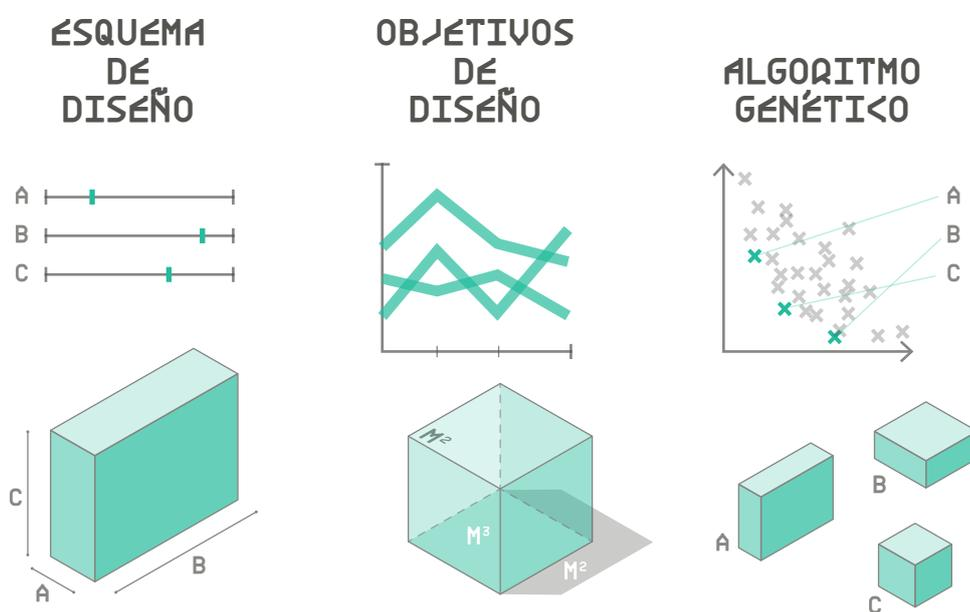 ESQUEMA
DE
DISEÑO
OBJETIVOS
DE
DISEÑO
ALGORITMO
GENÉTICO
A
B
C
A
B
C
C
B
A
M²
M³
M²
A
B
C